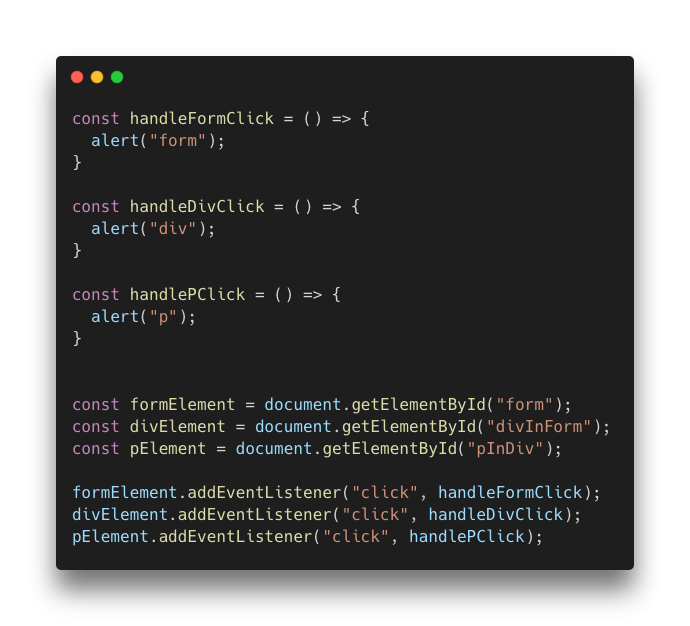 const handleFormClick = () => {
  alert("form");
}

const handleDivClick = () => {
  alert("div");
}

const handlePClick = () => {
  alert("p");
}

const formElement = document.getElementById("form");
const divElement = document.getElementById("divInForm");
const pElement = document.getElementById("pInDiv");

formElement.addEventListener("click", handleFormClick);
divElement.addEventListener("click", handleDivClick);
pElement.addEventListener("click", handlePClick);